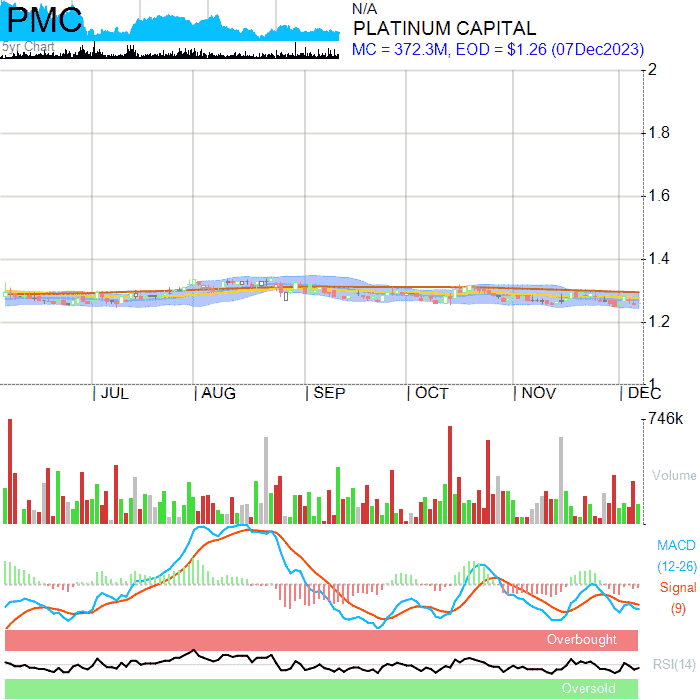 PMC
5yr Chart
N/A
PLATINUM CAPITAL
MC = 372.3M, EOD = $1.26 (07Dec2023)
2
1.8
1.6
1.4
1.2
1
JUL AUG SEP OCT NOV DEC
746k
Volume
MACD
(12-26)
Signal
(9)
Overbought
RSI(14)
Oversold